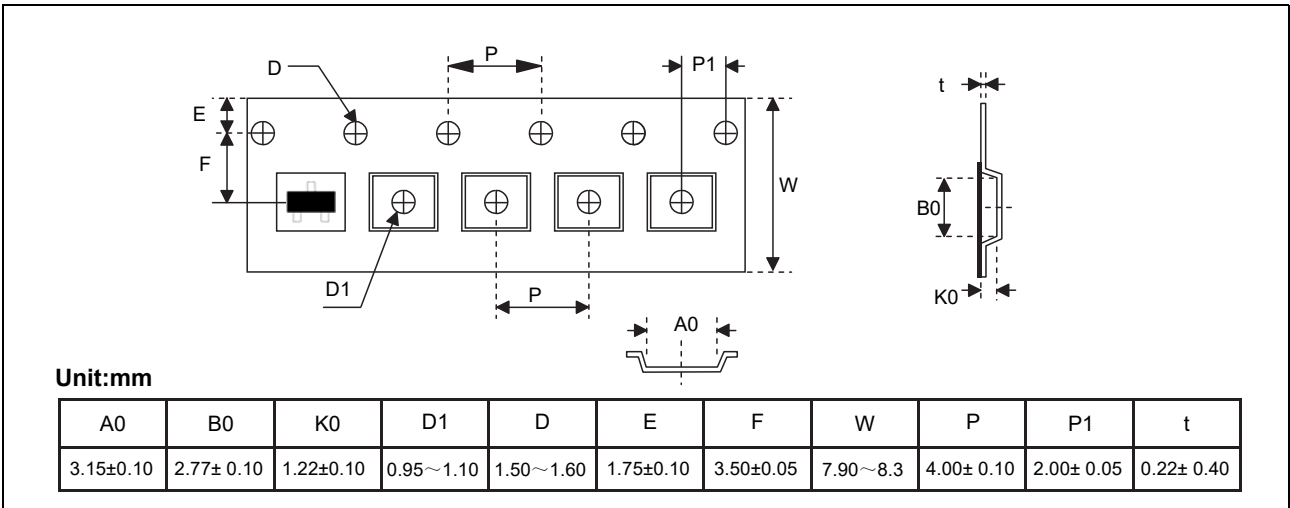 P
D
P1
t
E
F
W
B0
D1
P
K0
A0
Unit:mm
A0 B0 K0 D1 D E F W P P1 t
3.15±0.10 2.77± 0.10 1.22±0.10 0.95～1.10 1.50～1.60 1.75±0.10 3.50±0.05 7.90～8.3 4.00± 0.10 2.00± 0.05 0.22± 0.40